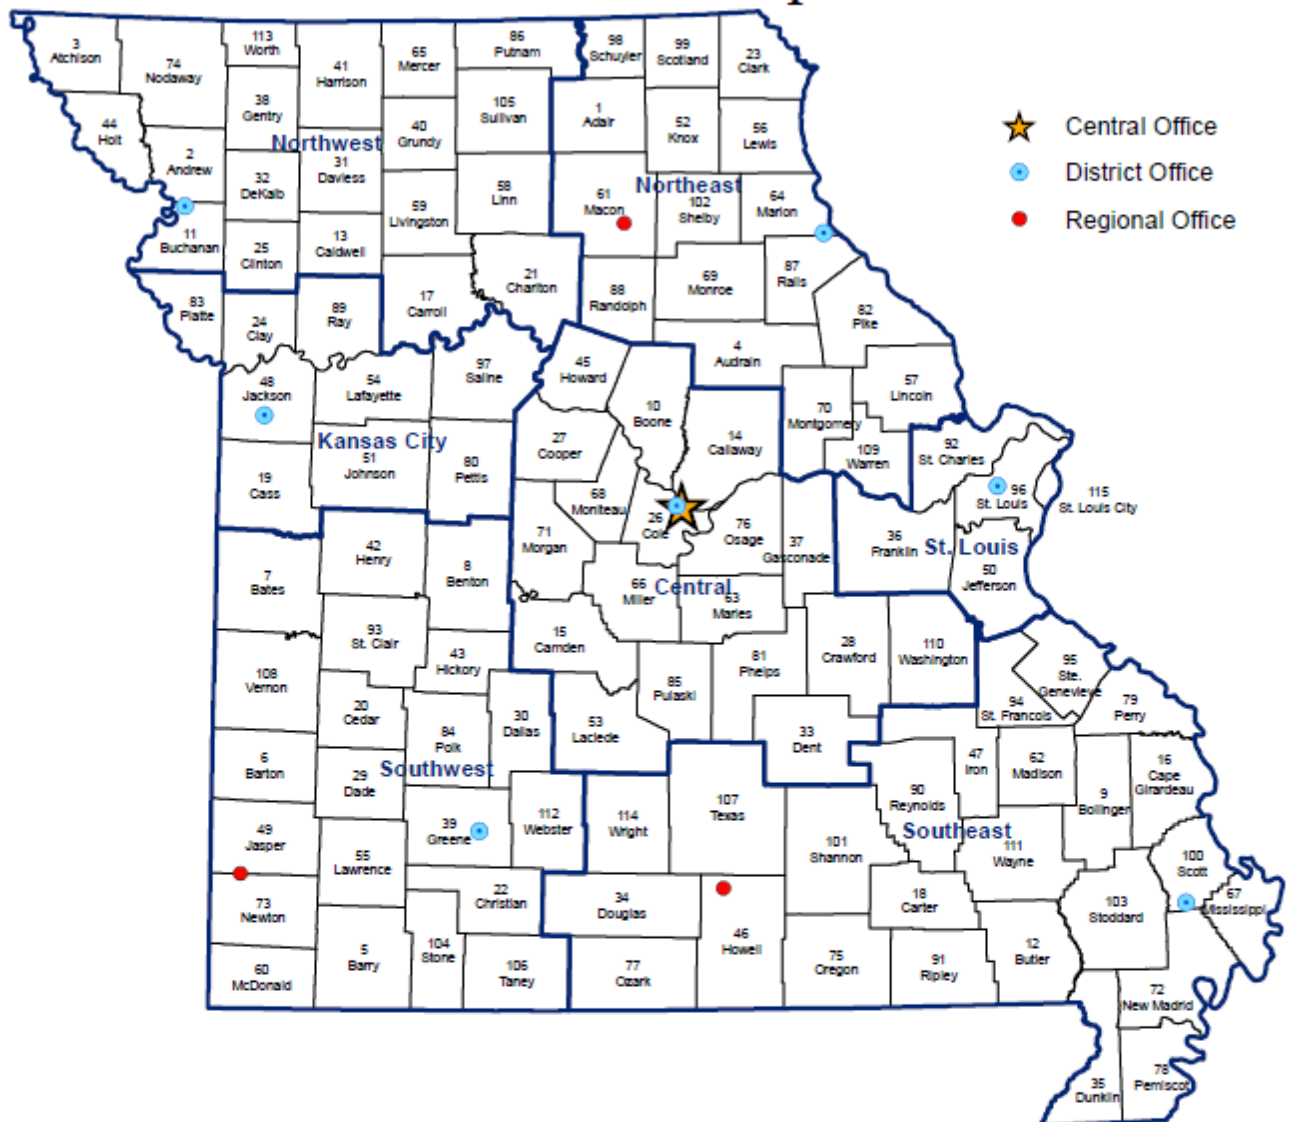 3
Atchison
74
Nodaway
113
Worth
41
Harrison
65
Mercer
86
Putnam
98
Schuyler
99
Scotland
23
Clark
44
Holt
38
Gentry
40
Grundy
105
Sullivan
1
Adair
52
Knox
56
Lewis
2
Andrew
Northwest
32
DeKalb
31
Daviess
59
Livingston
58
Linn
61
Macon
Northeast
102
Shelby
64
Marion
11
Buchanan
25
Clinton
13
Caldwell
17
Carroll
21
Chariton
88
Randolph
69
Monroe
87
Ralls
83
Platte
24
Clay
89
Ray
82
Pike
4
Audrain
48
Jackson
54
Lafayette
97
Saline
45
Howard
10
Boone
14
Callaway
70
Montgomery
57
Lincoln
109
Warren
92
St. Charles
Kansas City
19
Cass
51
Johnson
80
Pettis
27
Cooper
68
Moniteau
26
Cole
76
Osage
37
Gasconade
36
Franklin
St. Louis
96
St. Louis
115
St. Louis City
50
Jefferson
7
Bates
42
Henry
8
Benton
71
Morgan
66
Miller
Central
63
Maries
93
St. Clair
43
Hickory
15
Camden
85
Pulaski
81
Phelps
28
Crawford
110
Washington
95
Ste.
Genevieve
94
St. Francois
79
Perry
108
Vernon
20
Cedar
84
Polk
30
Dallas
53
Laclede
33
Dent
6
Barton
29
Dade
Southwest
107
Texas
90
Reynolds
47
Iron
62
Madison
9
Bollinger
16
Cape
Girardeau
49
Jasper
55
Lawrence
39
Greene
112
Webster
114
Wright
101
Shannon
Southeast
111
Wayne
100
Scott
73
Newton
22
Christian
34
Douglas
46
Howell
18
Carter
103
Stoddard
67
Mississippi
60
McDonald
5
Barry
104
Stone
106
Taney
77
Ozark
75
Oregon
91
Ripley
12
Butler
72
New Madrid
35
Dunklin
78
Pemiscot
Central Office
District Office
Regional Office